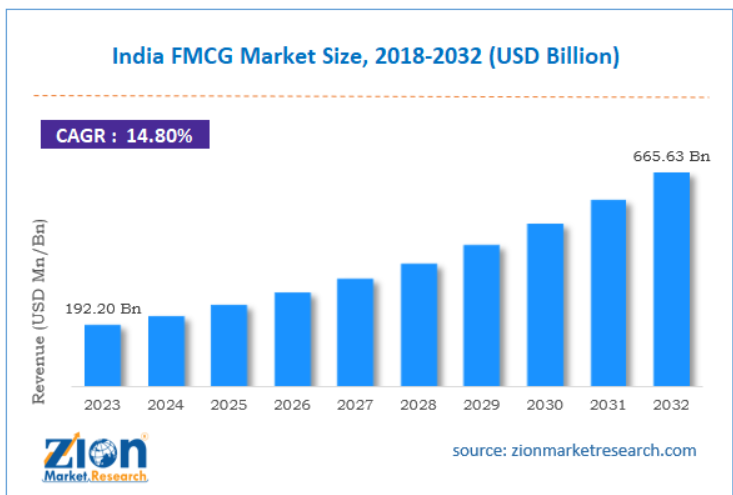 India FMCG Market Size, 2018-2032 (USD Billion)
CAGR : 14.80%
665.63 Bn
192.20 Bn
Revenue (USD Mn/Bn)
2023 2024 2025 2026 2027 2028 2029 2030 2031 2032
Zion
Market.Research
source: zionmarketresearch.com